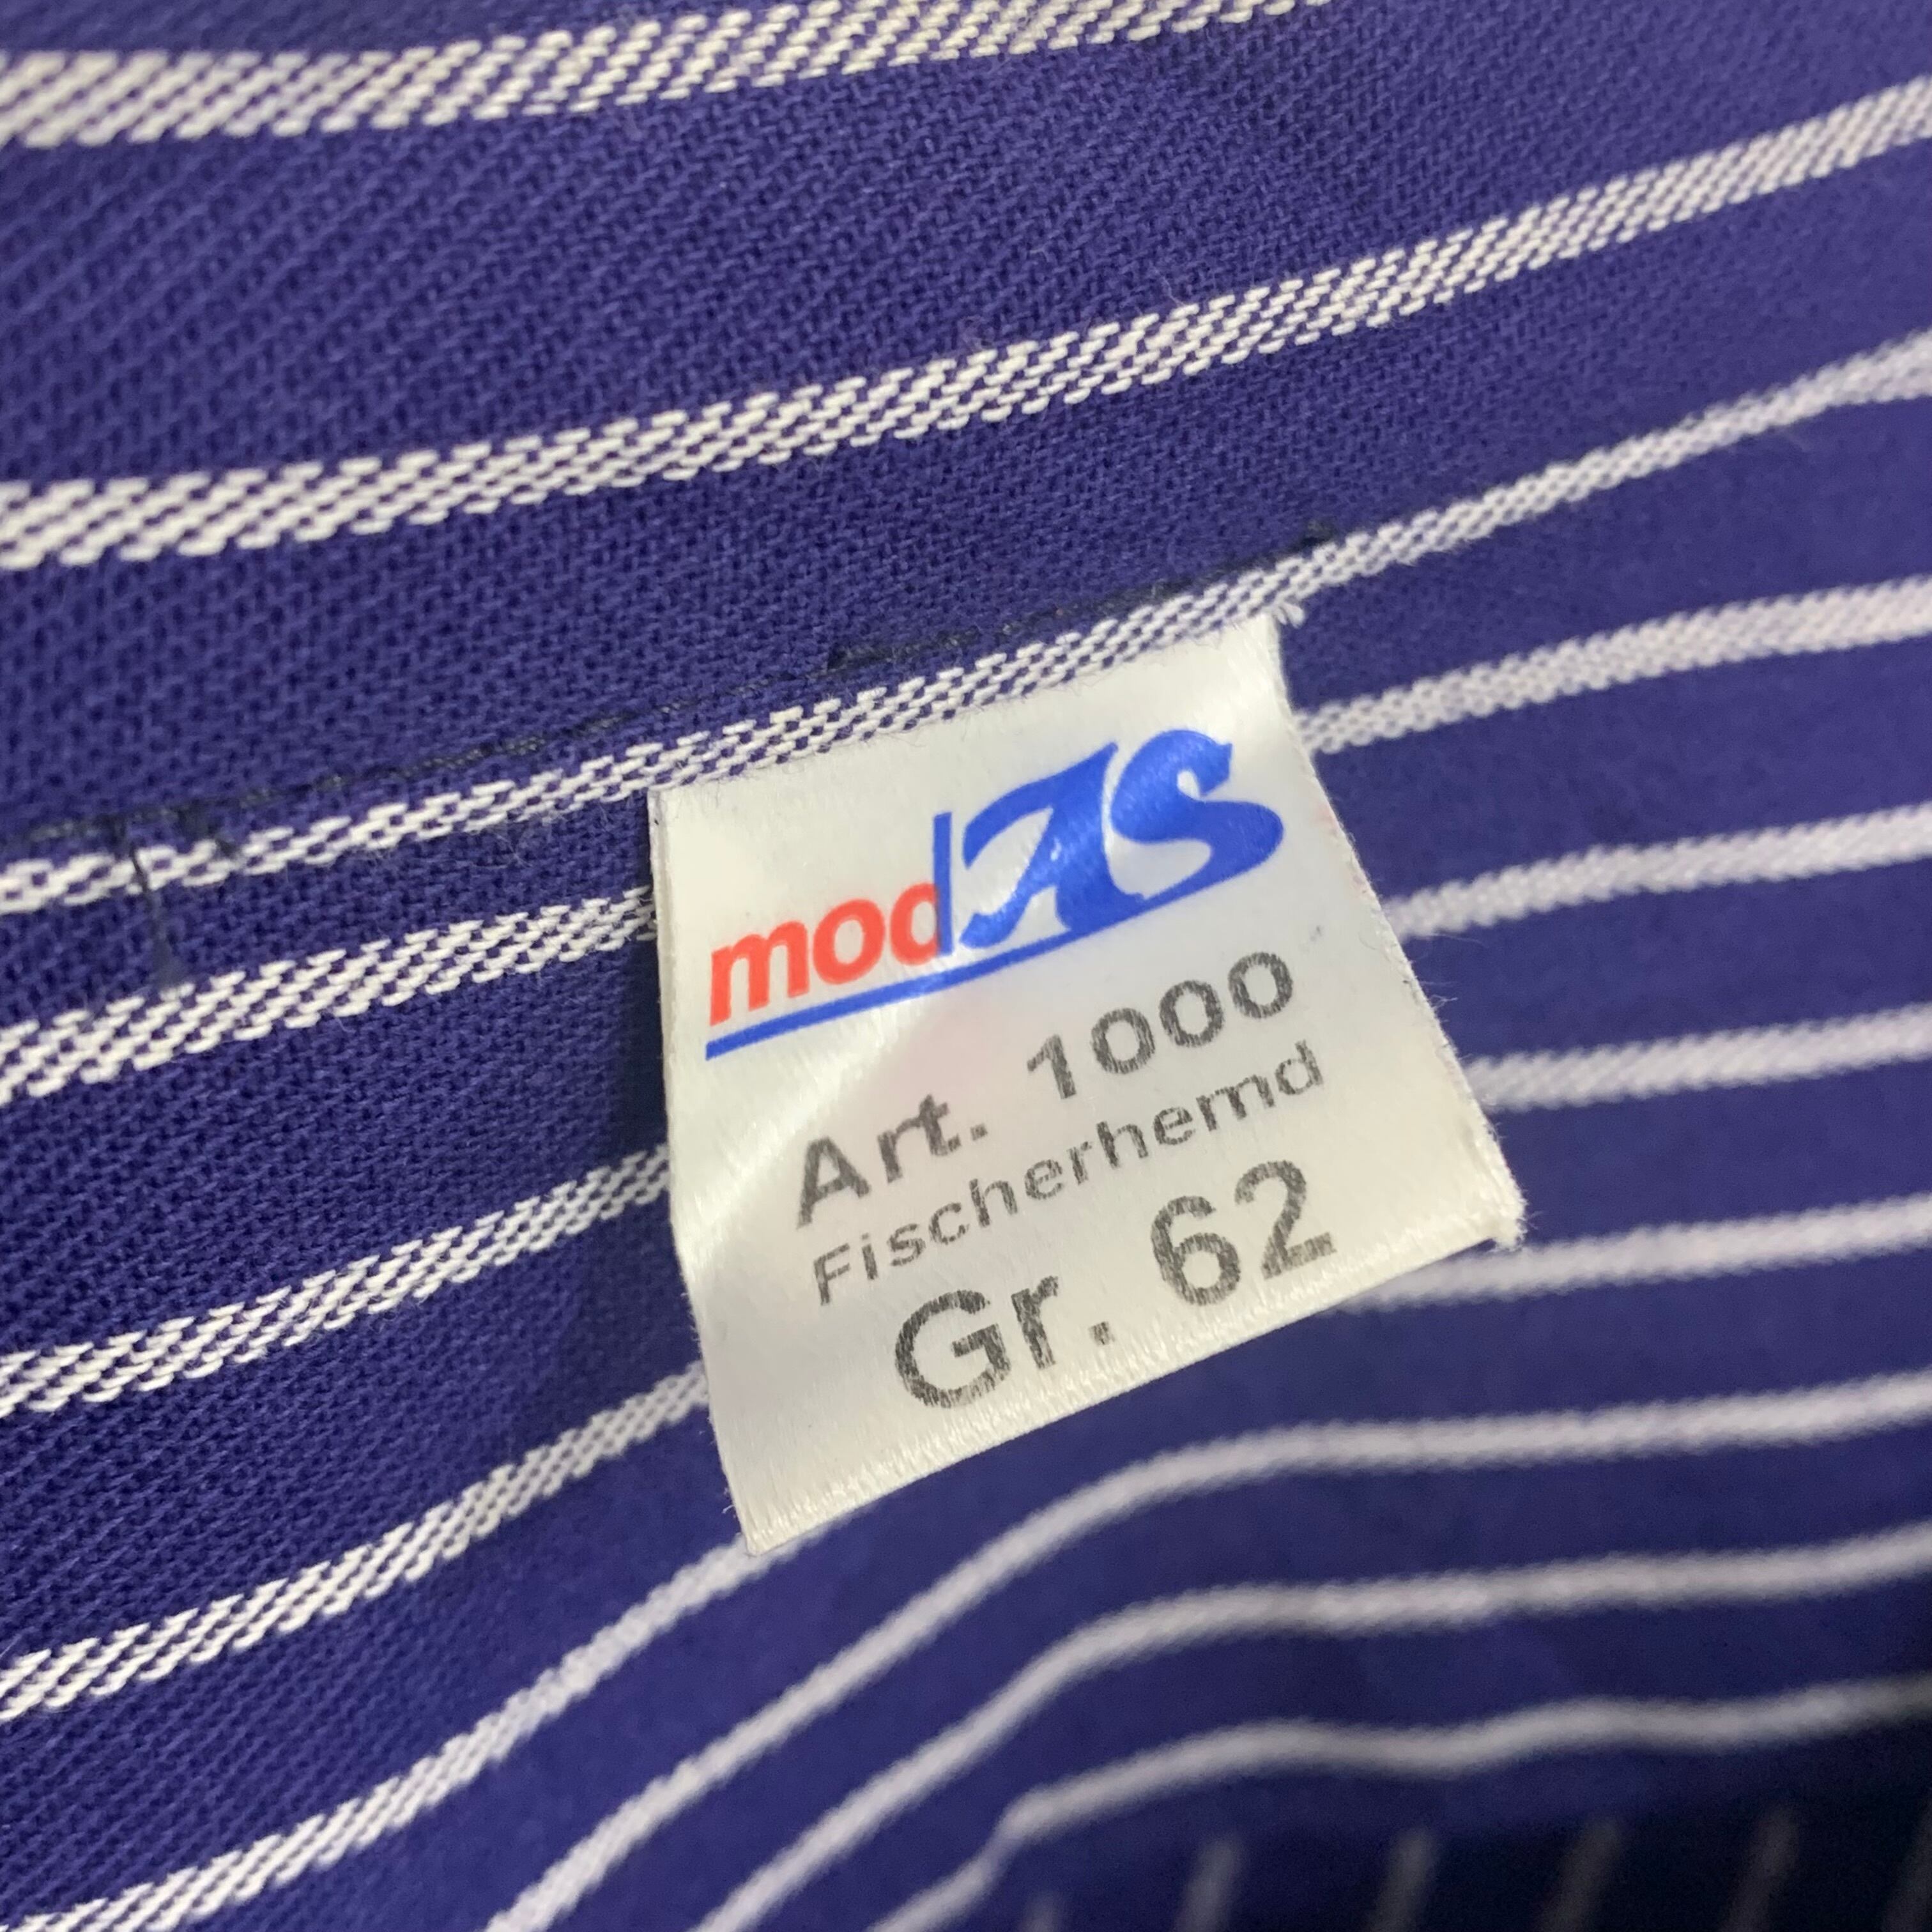 modAS
Art. 1000
Fischerhemd
Gr. 62